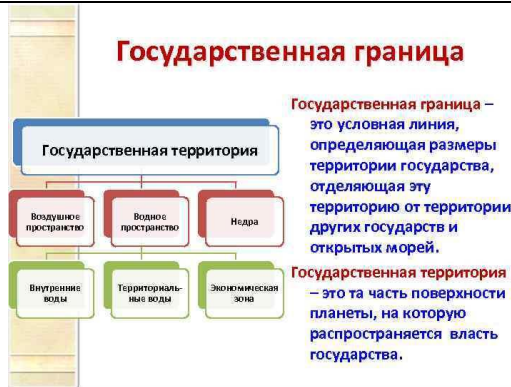 Государственная граница
Государственная территория
Воздушное
пространство
Водное
пространство
Недра
Внутренние
воды
Территориаль-
ные воды
Экономическая
зона
Государственная граница –
это условная линия,
определяющая размеры
территории государства,
отделяющая эту
территорию от территории
других государств и
открытых морей.
Государственная территория
– это та часть поверхности
планеты, на которую
распространяется власть
государства.